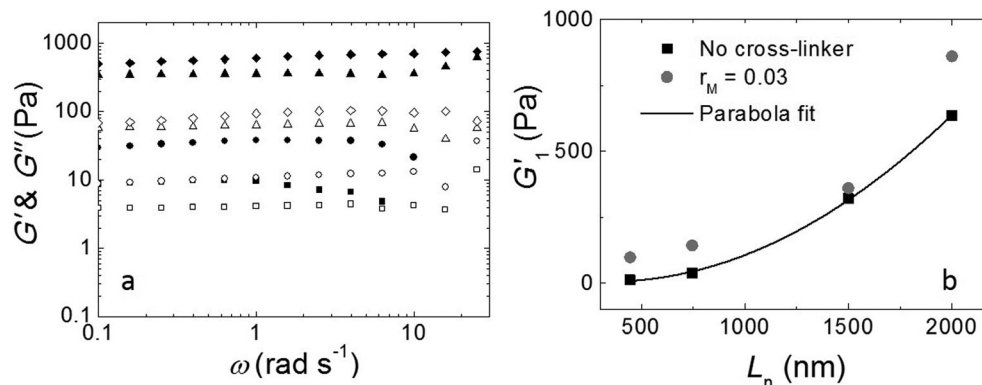 1000
100
10
1
0.1
0.1
1
10
G′ & G″ (Pa)
ω (rad s⁻¹)
a
1000
500
0
500
1000
1500
2000
G′₁ (Pa)
Lₙ (nm)
No cross-linker
r_M = 0.03
Parabola fit
b